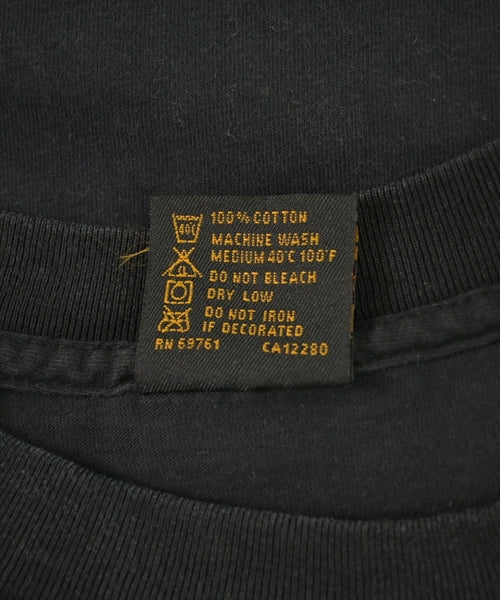 100% COTTON
40°C
MACHINE WASH
MEDIUM 40°C 100°F
DO NOT BLEACH
DRY LOW
DO NOT IRON
IF DECORATED
RN 69761 CA12280